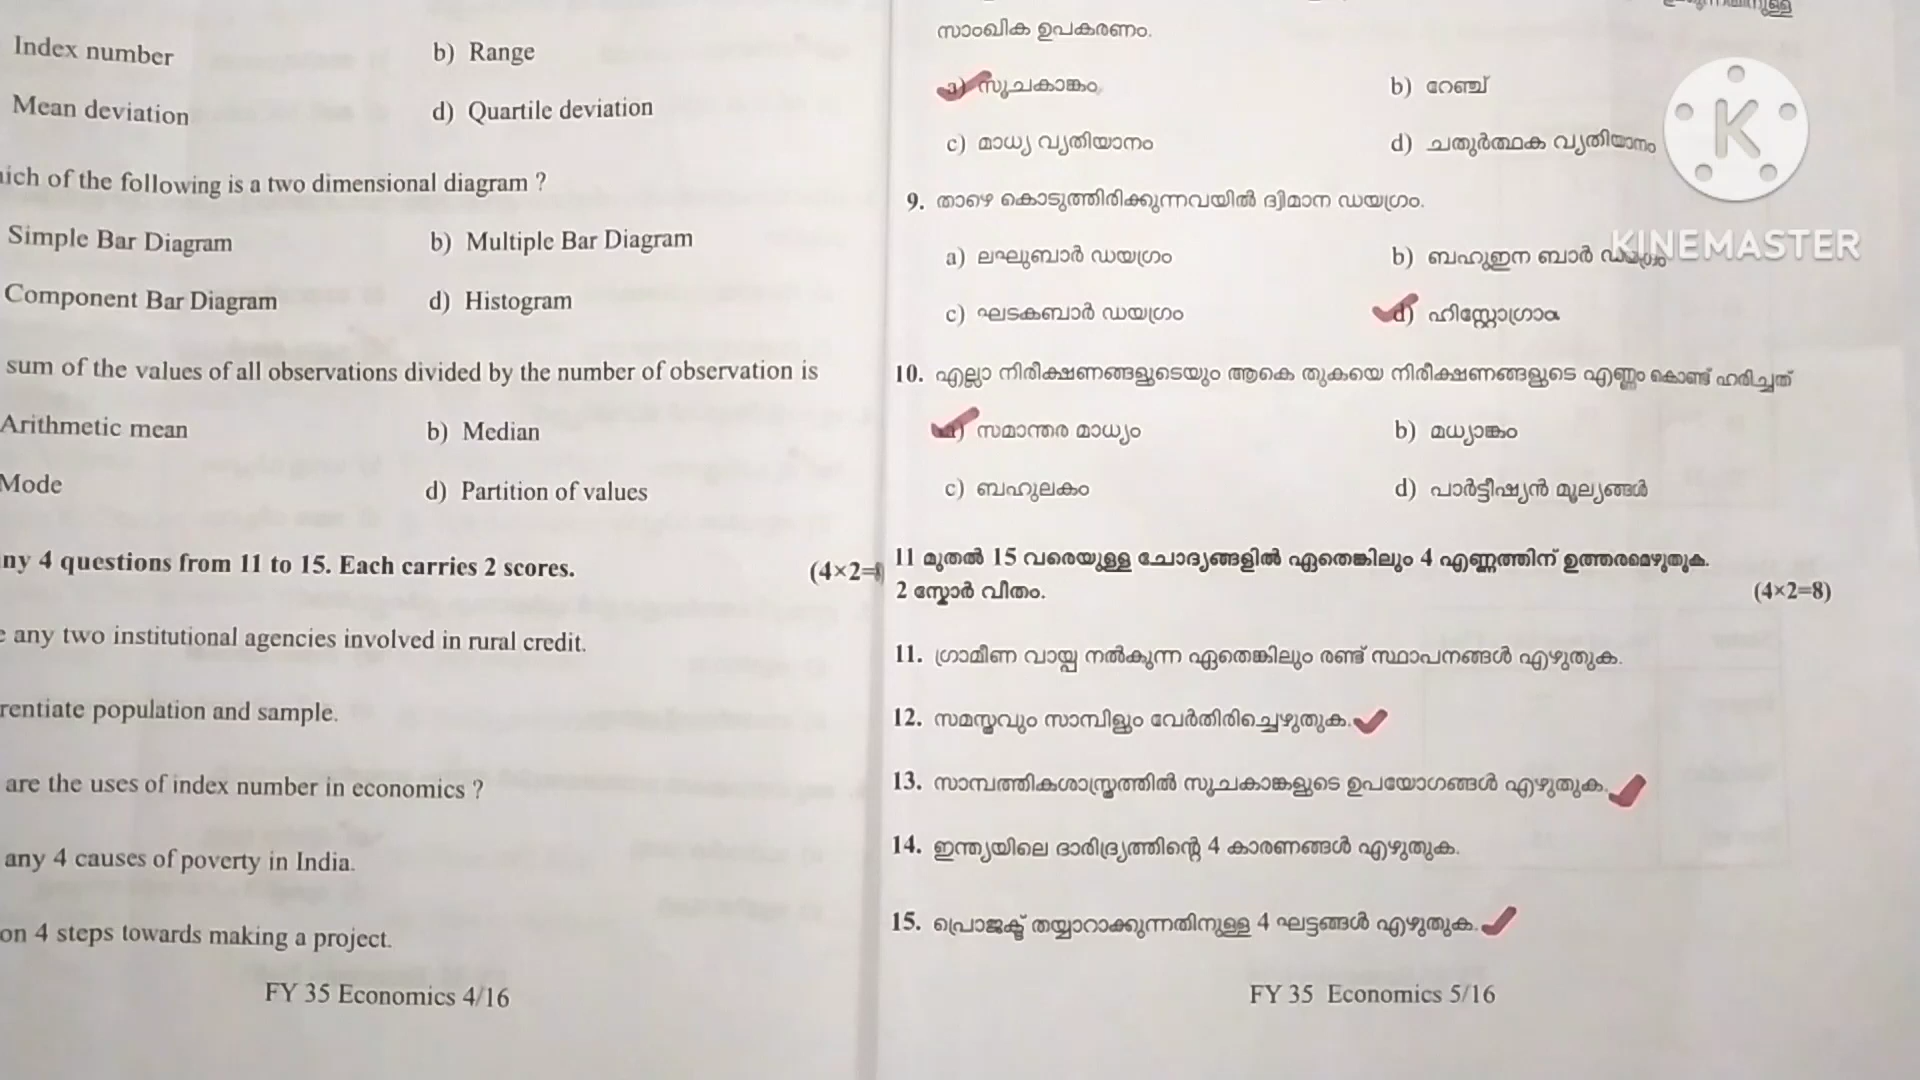 Index number
b) Range
Mean deviation
d) Quartile deviation
of the following is a two dimensional diagram ?
Simple Bar Diagram
b) Multiple Bar Diagram
Component Bar Diagram
d) Histogram
sum of the values of all observations divided by the number of observation is
Arithmetic mean
b) Median
Mode
d) Partition of values
4 questions from 11 to 15. Each carries 2 scores.
(4×2=
any two institutional agencies involved in rural credit.
population and sample.
are the uses of index number in economics ?
any 4 causes of poverty in India.
4 steps towards making a project.
FY 35 Economics 4/16
സാംഖിക ഉപകരണം.
a) സൂചകാങ്കം
b) റേഞ്ച്
c) മാധ്യ വ്യതിയാനം
d) ചതുർത്ഥക വ്യതിയാനം
9. താഴെ കൊടുത്തിരിക്കുന്നവയിൽ ദ്വിമാന ഡയഗ്രം.
a) ലഘുബാർ ഡയഗ്രം
b) ബഹുഇന ബാർ ഡയഗ്രം
c) ഘടകബാർ ഡയഗ്രം
d) ഹിസ്റ്റോഗ്രാം
10. എല്ലാ നിരീക്ഷണങ്ങളുടെയും ആകെ തുകയെ നിരീക്ഷണങ്ങളുടെ എണ്ണം കൊണ്ട് ഹരിച്ചത്
a) സമാന്തര മാധ്യം
b) മധ്യാങ്കം
c) ബഹുലകം
d) പാർട്ടീഷ്യൻ മൂല്യങ്ങൾ
11 മുതൽ 15 വരെയുള്ള ചോദ്യങ്ങളിൽ ഏതെങ്കിലും 4 എണ്ണത്തിന് ഉത്തരമെഴുതുക.
2 സ്കോർ വീതം.
(4×2=8)
11. ഗ്രാമീണ വായ്പ നൽകുന്ന ഏതെങ്കിലും രണ്ട് സ്ഥാപനങ്ങൾ എഴുതുക.
12. സമസ്തവും സാമ്പിളും വേർതിരിച്ചെഴുതുക.
13. സാമ്പത്തികശാസ്ത്രത്തിൽ സൂചകാങ്കളുടെ ഉപയോഗങ്ങൾ എഴുതുക.
14. ഇന്ത്യയിലെ ദാരിദ്ര്യത്തിന്റെ 4 കാരണങ്ങൾ എഴുതുക.
15. പ്രൊജക്ട് തയ്യാറാക്കുന്നതിനുള്ള 4 ഘട്ടങ്ങൾ എഴുതുക.
FY 35 Economics 5/16
K
KINEMASTER